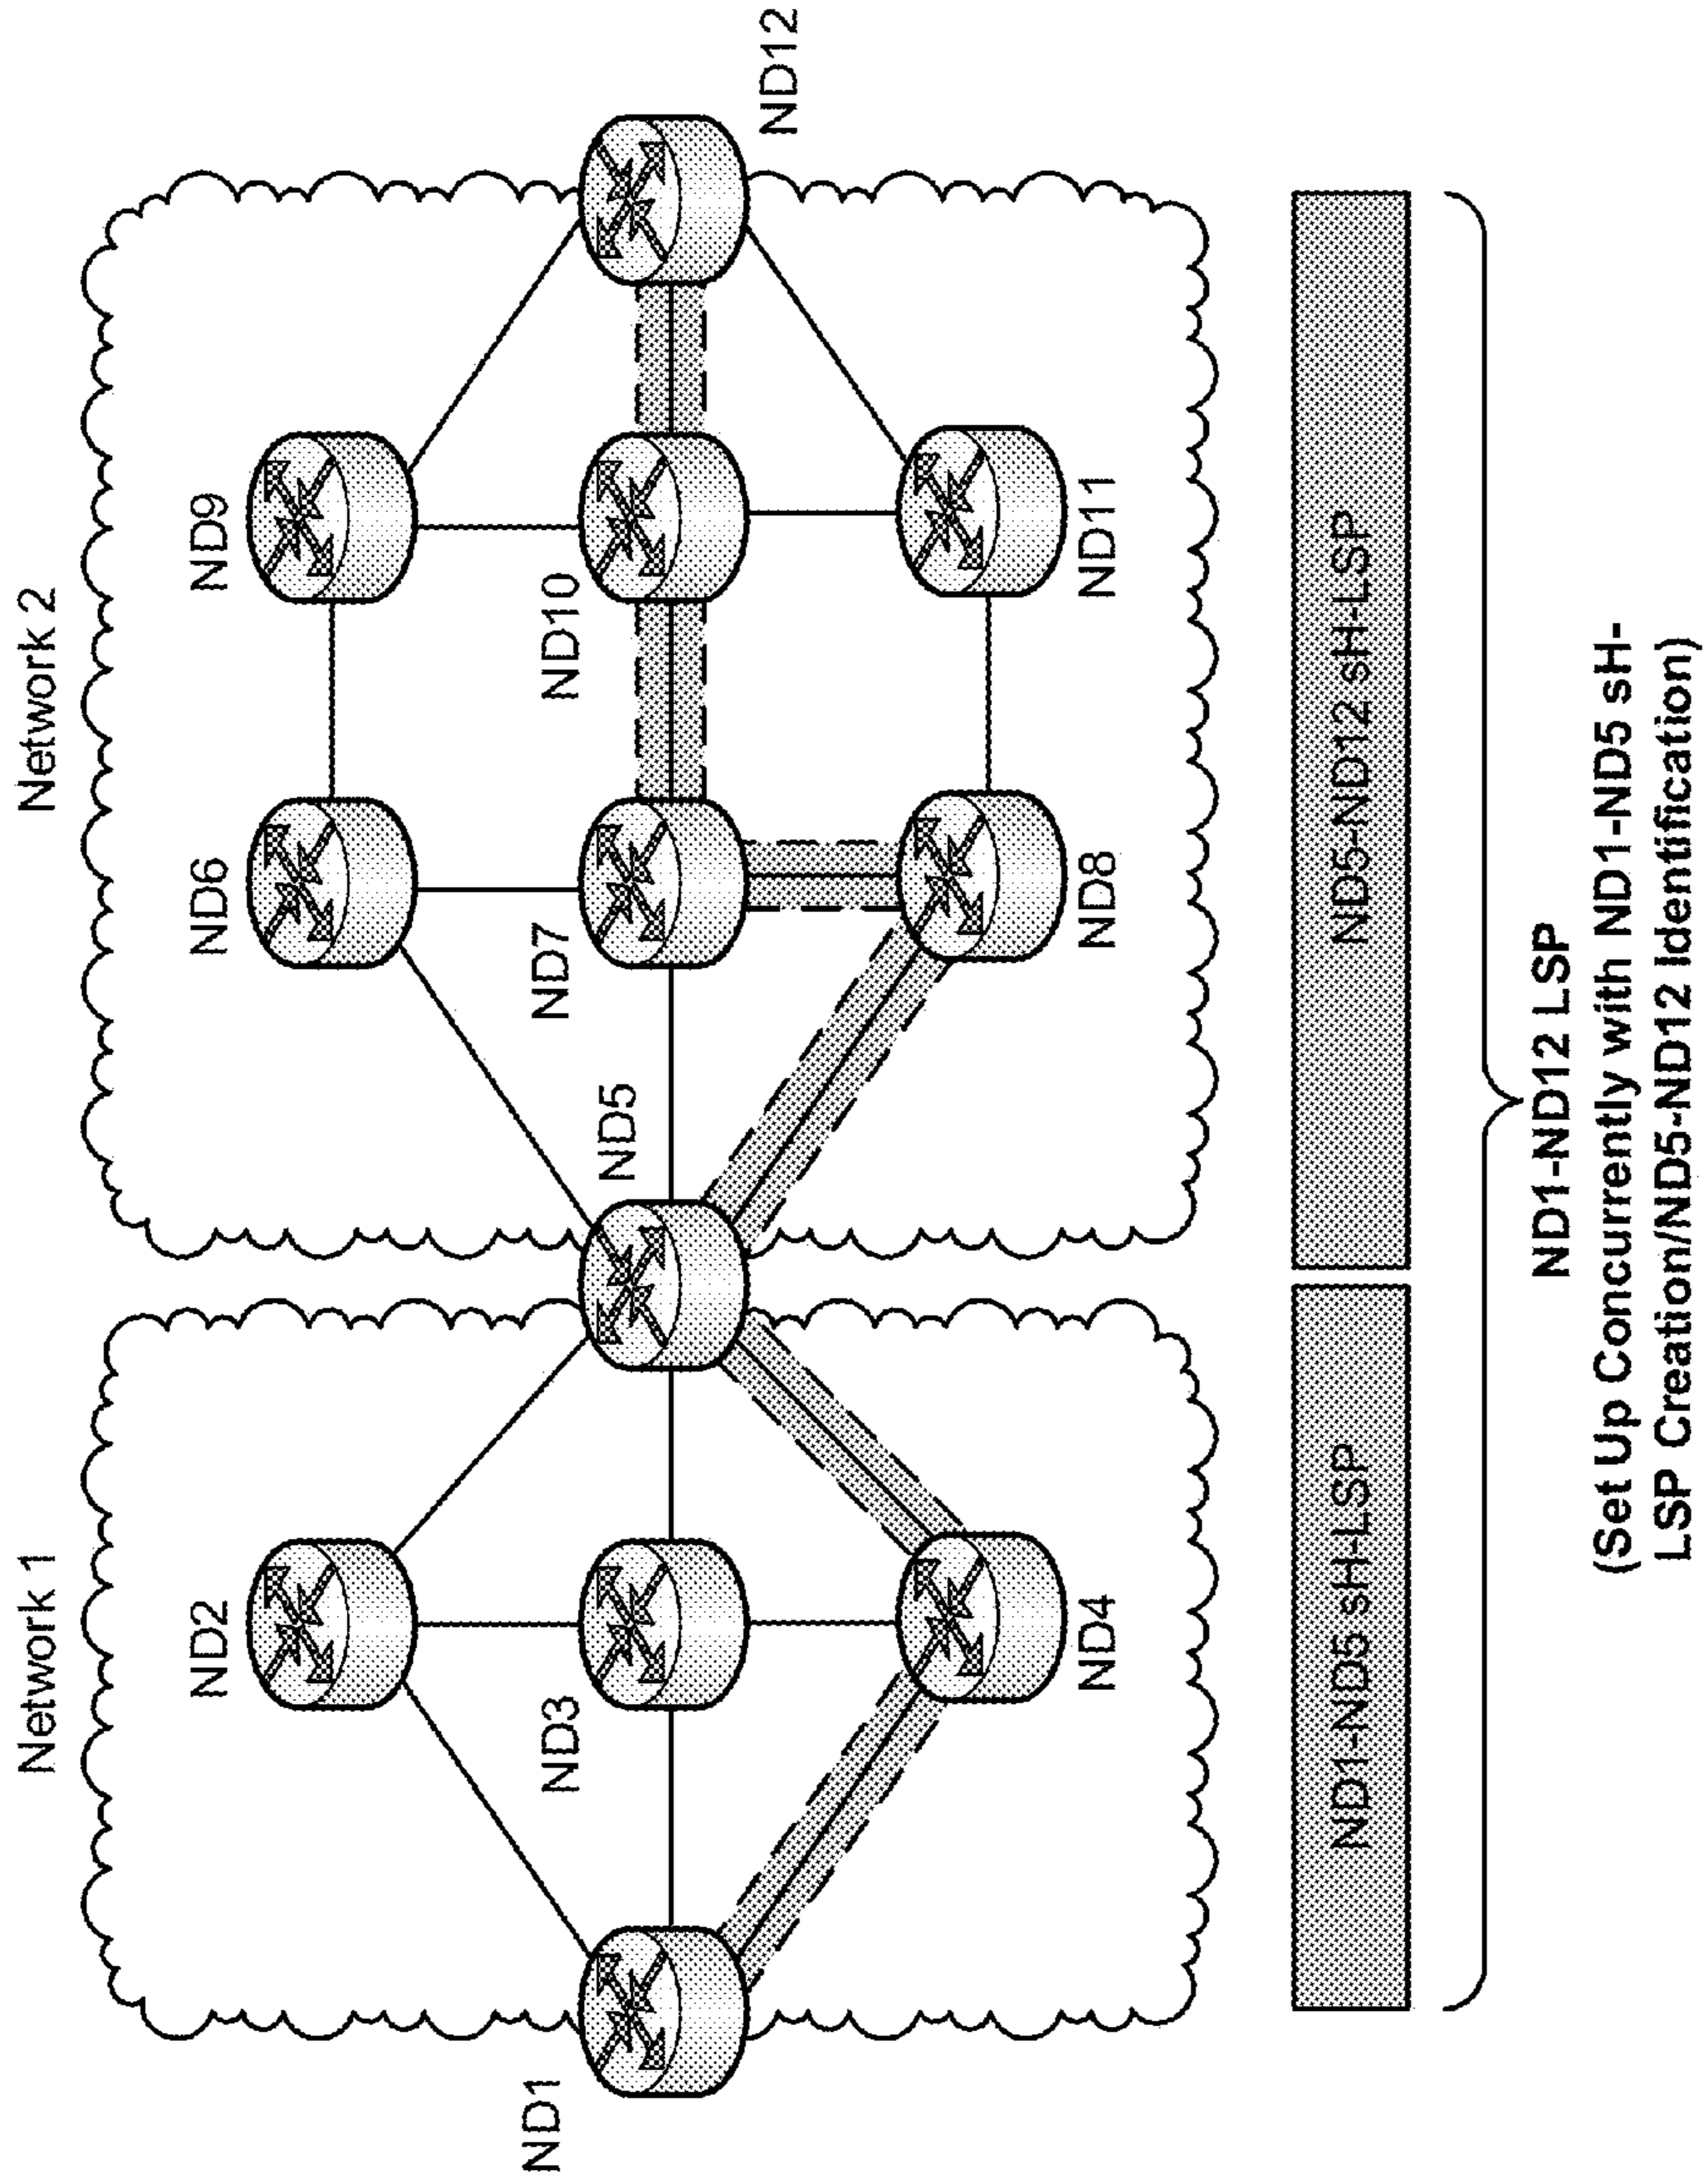 Network 1
Network 2
ND2
ND6
ND9
ND3
ND7
ND10
ND1
ND5
ND12
ND4
ND8
ND11
ND1-ND5 sH-LSP
ND5-ND12 sH-LSP
ND1-ND12 LSP
(Set Up Concurrently with ND1-ND5 sH-
LSP Creation/ND5-ND12 Identification)